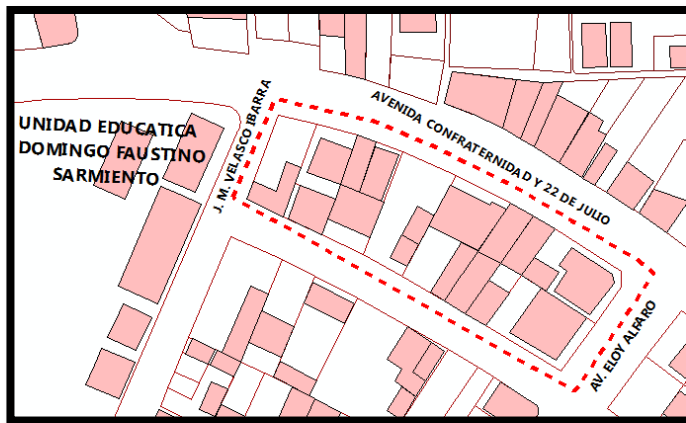 UNIDAD EDUCATICA
DOMINGO FAUSTINO
SARMIENTO
J. M. VELASCO IBARRA
AVENIDA CONFRATERNIDAD Y 22 DE JULIO
AV. ELOY ALFARO